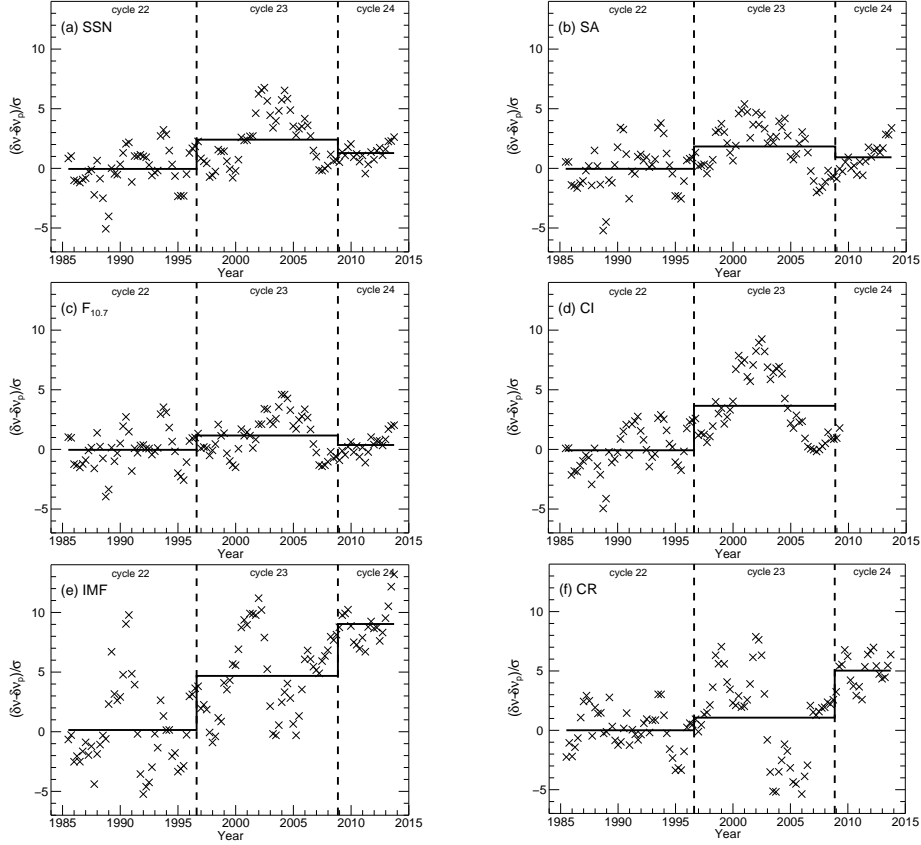 cycle 22 cycle 23 cycle 24
(a) SSN
(δν-δνp)/σ
10
5
0
−5
1985 1990 1995 2000 2005 2010 2015
Year
cycle 22 cycle 23 cycle 24
(b) SA
(δν-δνp)/σ
10
5
0
−5
1985 1990 1995 2000 2005 2010 2015
Year
cycle 22 cycle 23 cycle 24
(c) F10.7
(δν-δνp)/σ
10
5
0
−5
1985 1990 1995 2000 2005 2010 2015
Year
cycle 22 cycle 23 cycle 24
(d) CI
(δν-δνp)/σ
10
5
0
−5
1985 1990 1995 2000 2005 2010 2015
Year
cycle 22 cycle 23 cycle 24
(e) IMF
(δν-δνp)/σ
10
5
0
−5
1985 1990 1995 2000 2005 2010 2015
Year
cycle 22 cycle 23 cycle 24
(f) CR
(δν-δνp)/σ
10
5
0
−5
1985 1990 1995 2000 2005 2010 2015
Year